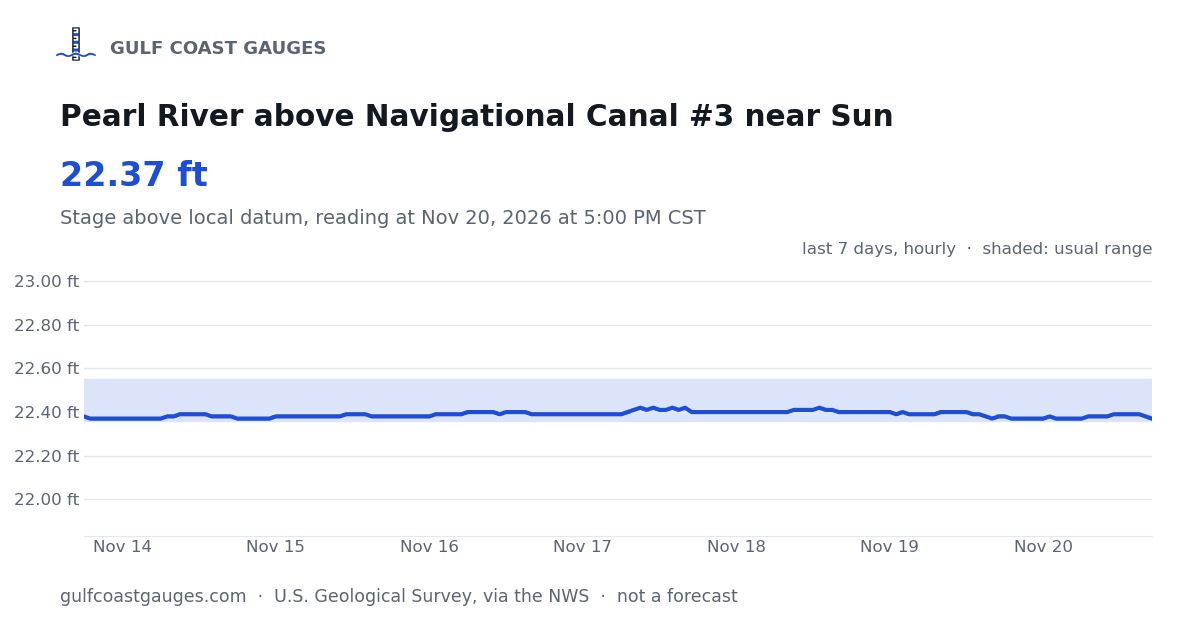 GULF COAST GAUGES
Pearl River above Navigational Canal #3 near Sun
22.37 ft
Stage above local datum, reading at Nov 20, 2026 at 5:00 PM CST
last 7 days, hourly · shaded: usual range
23.00 ft
22.80 ft
22.60 ft
22.40 ft
22.20 ft
22.00 ft
Nov 14 Nov 15 Nov 16 Nov 17 Nov 18 Nov 19 Nov 20
gulfcoastgauges.com · U.S. Geological Survey, via the NWS · not a forecast